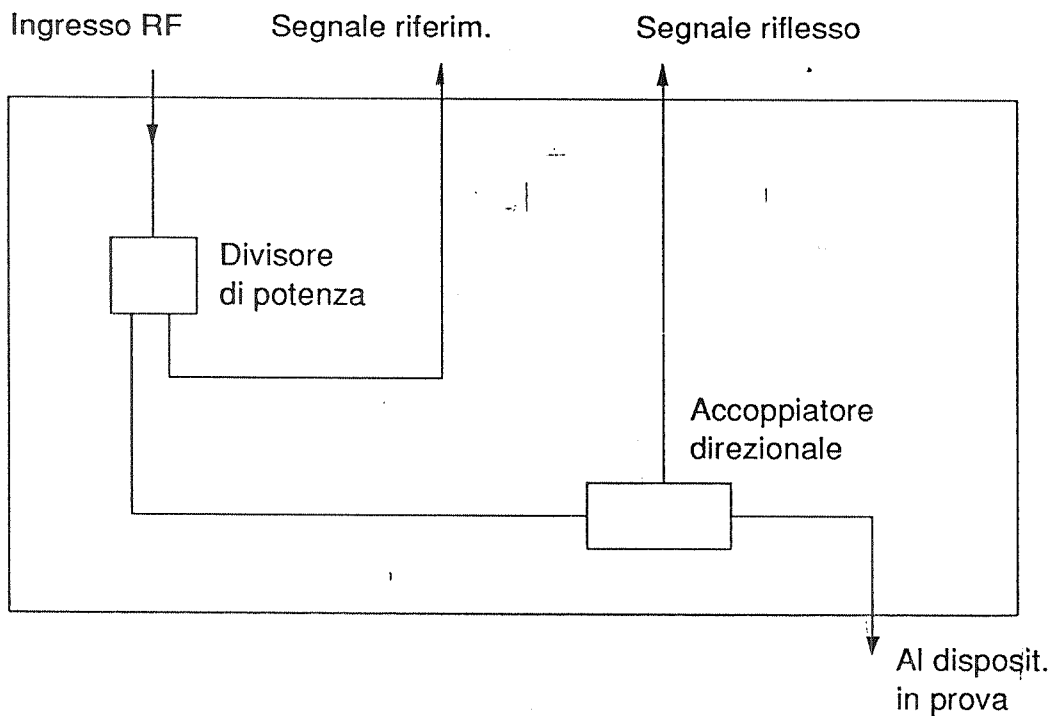 Ingresso RF
Segnale riferim.
Segnale riflesso
Divisore
di potenza
Accoppiatore
direzionale
Al disposit.
in prova